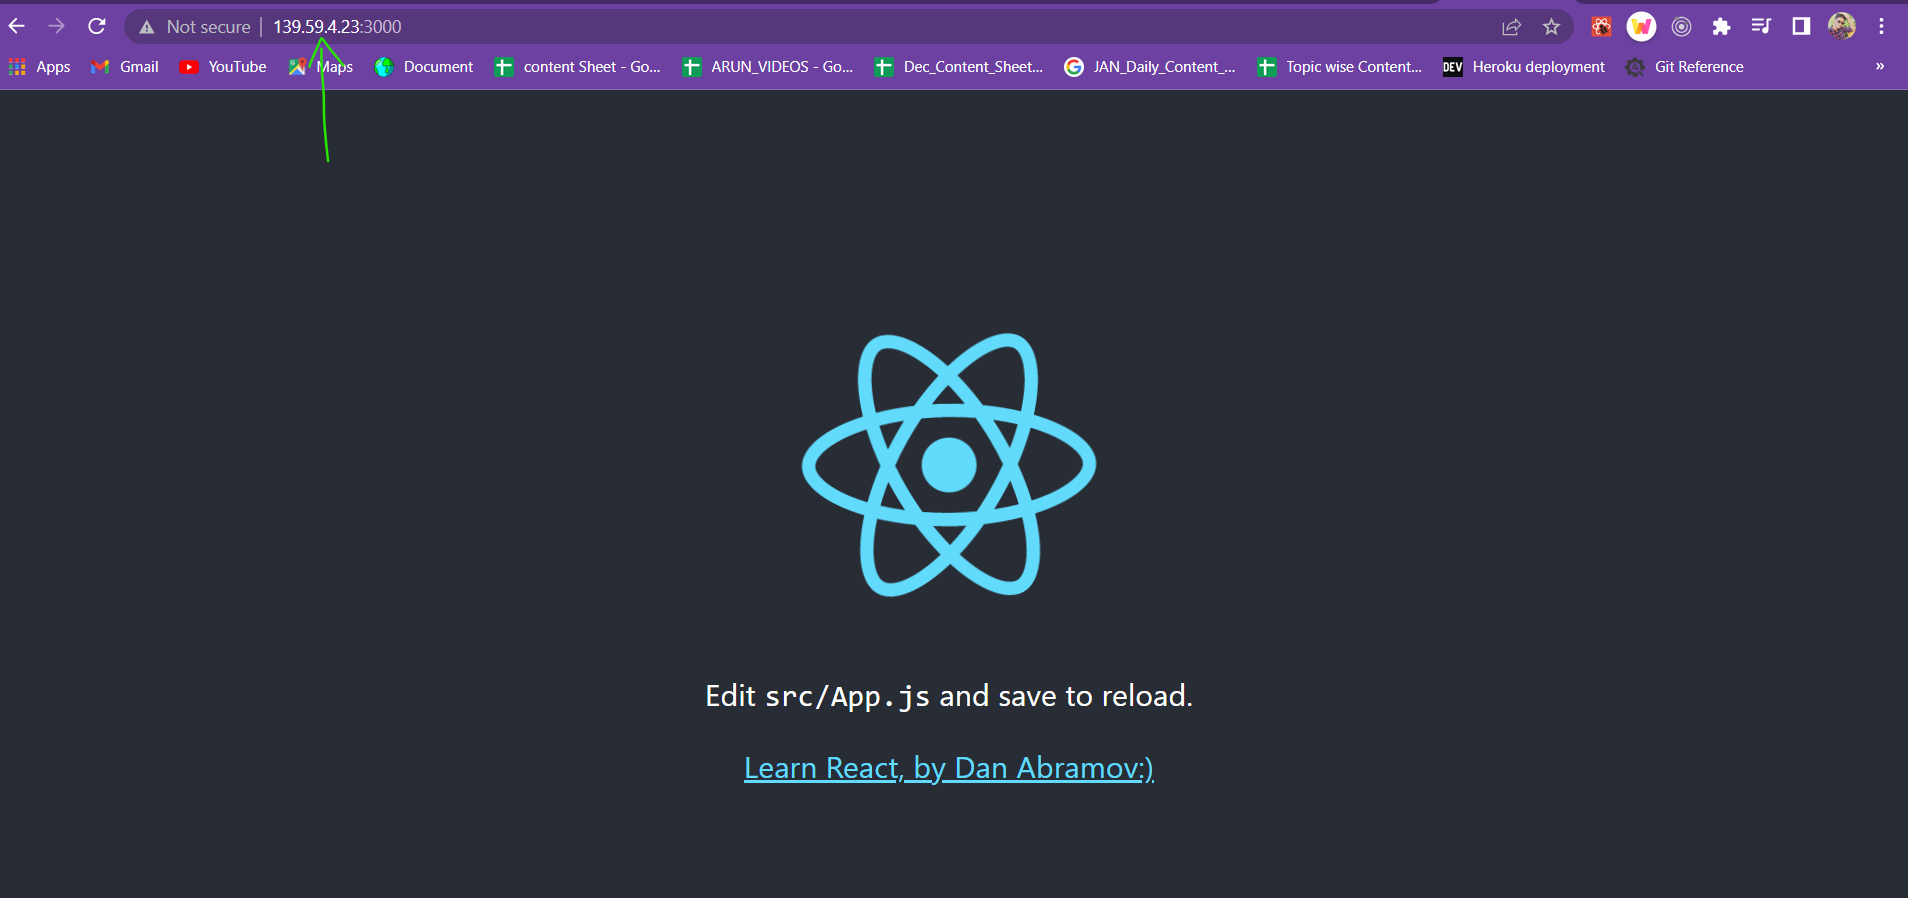 Not secure | 139.59.4.23:3000
Apps Gmail YouTube Maps Document content Sheet - Go... ARUN_VIDEOS - Go... Dec_Content_Sheet... JAN_Daily_Content_... Topic wise Content... DEV Heroku deployment Git Reference »
Edit src/App.js and save to reload.
Learn React, by Dan Abramov:)